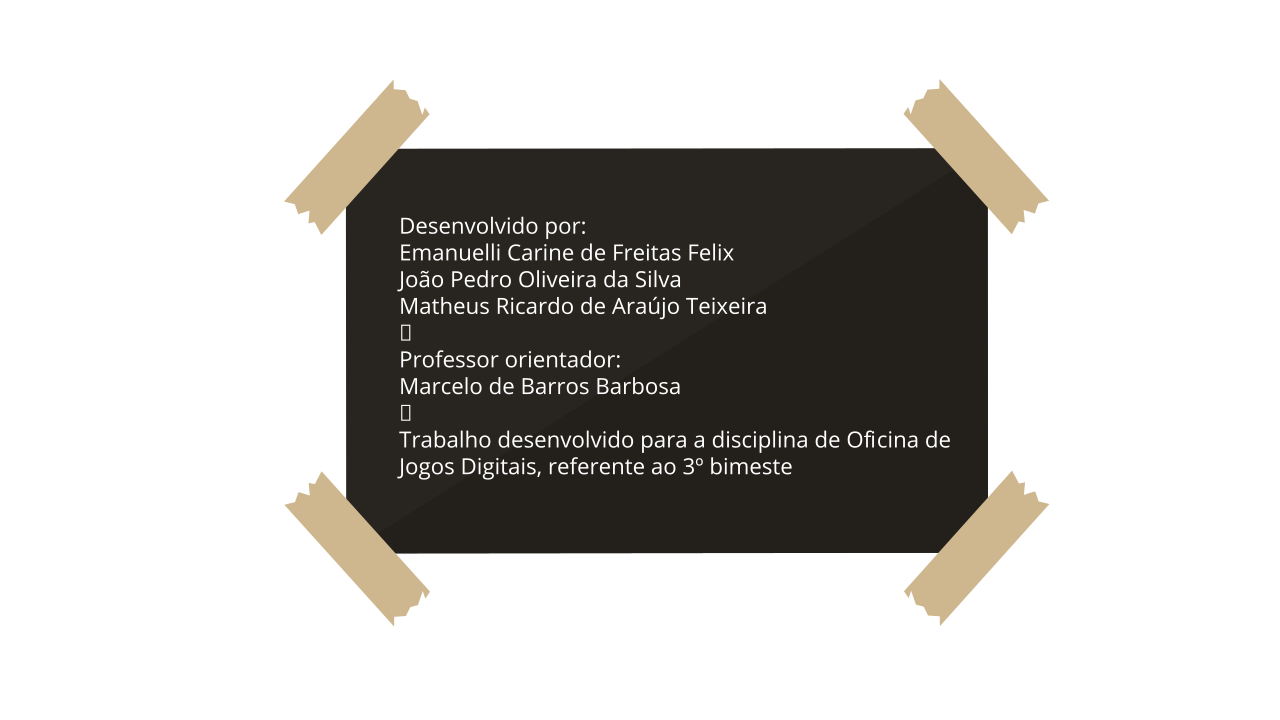 Desenvolvido por:
Emanuelli Carine de Freitas Felix
João Pedro Oliveira da Silva
Matheus Ricardo de Araújo Teixeira
Professor orientador:
Marcelo de Barros Barbosa
Trabalho desenvolvido para a disciplina de Oficina de
Jogos Digitais, referente ao 3º bimeste